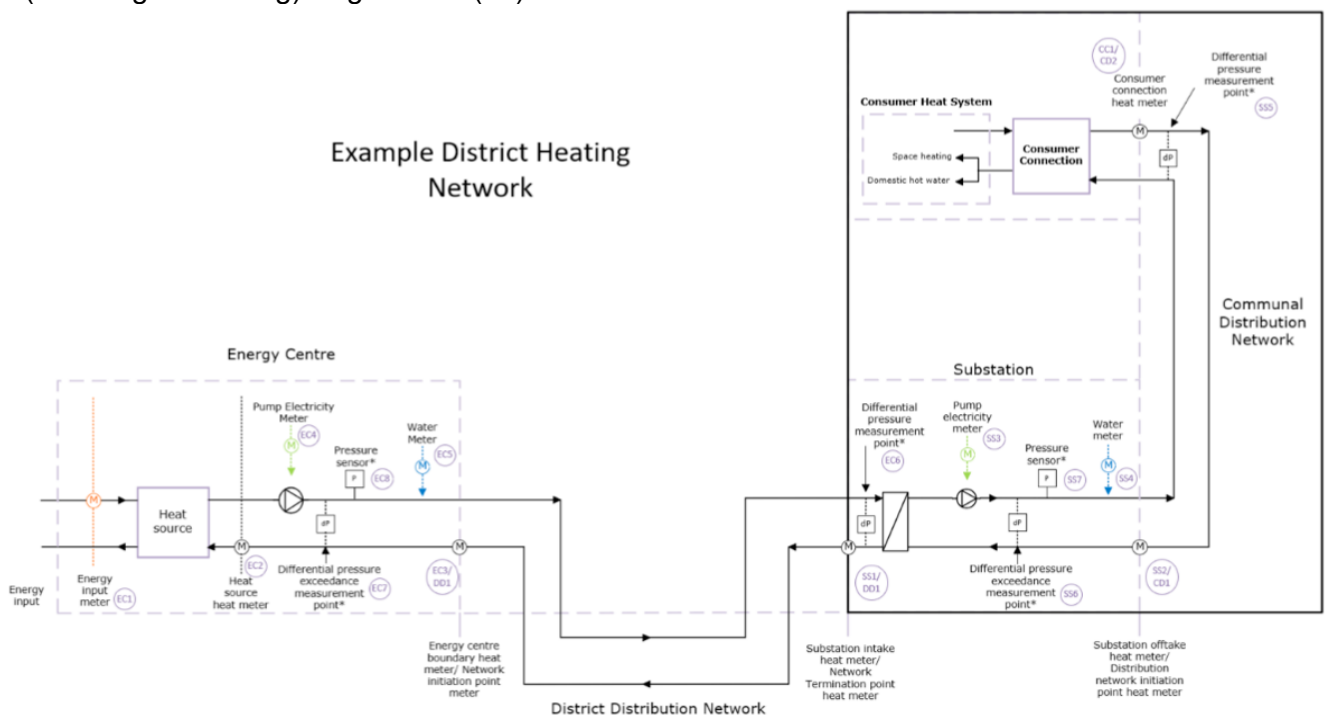 Example District Heating
Network
CC1/
CD2
Consumer
connection
heat meter
Differential
pressure
measurement
point*
SS5
Consumer Heat System
M
Space heating
Domestic hot water
Consumer
Connection
dP
Communal
Distribution
Network
Energy Centre
Pump Electricity
Meter
M
EC4
Pressure
sensor*
P
EC8
Water
Meter
M
EC5
M
Heat
source
dP
M
EC2
M
Energy
input
Energy
input
meter
EC1
Heat
source
heat meter
Differential pressure
exceedance
measurement
point*
EC7
EC3/
DD1
Energy centre
boundary heat
meter/ Network
initiation point
meter
Substation
Differential
pressure
measurement
point*
EC6
Pump
electricity
meter
SS3
M
Pressure
sensor*
P
SS7
Water
meter
M
SS4
dP
dP
M
M
SS1/
DD1
Differential pressure
exceedance
measurement
point*
SS6
SS2/
CD1
Substation intake
heat meter/
Network
Termination point
heat meter
Substation offtake
heat meter/
Distribution
network initiation
point heat meter
District Distribution Network